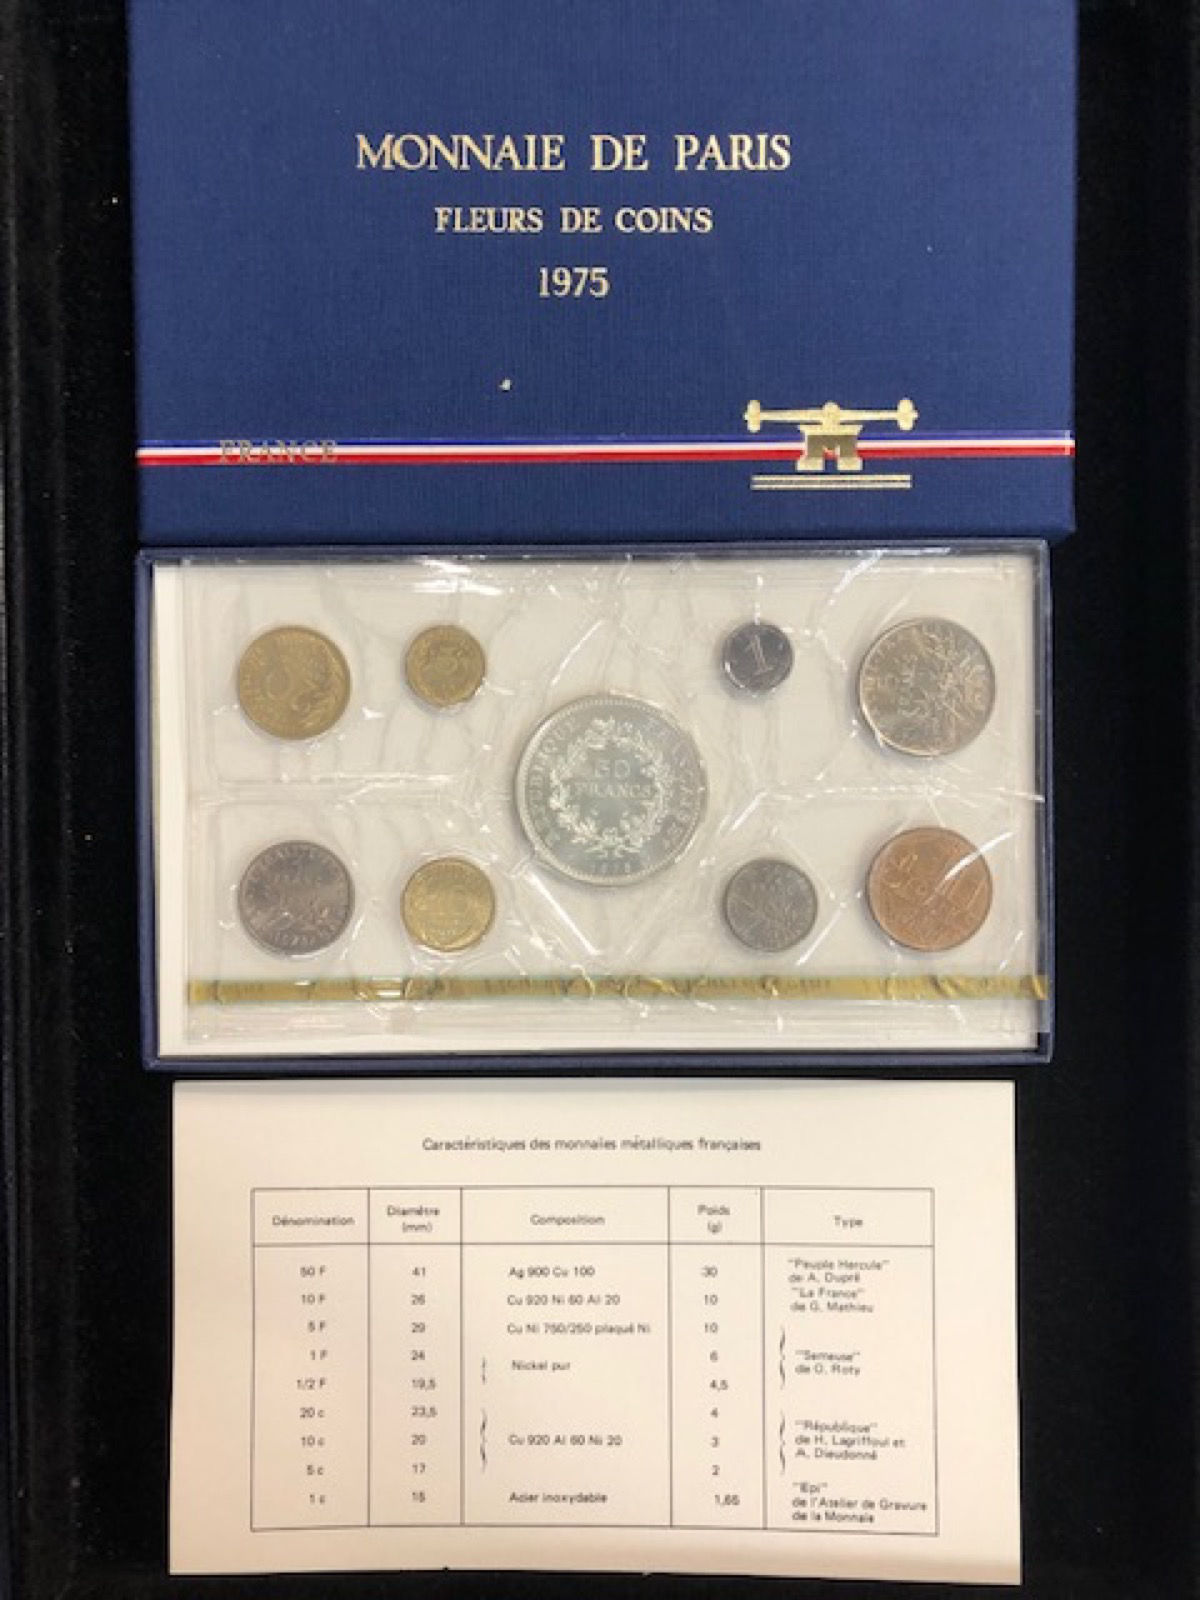 MONNAIE DE PARIS
FLEURS DE COINS
1975
FRANCE
M
5
1
50
FRANCS
Caractéristiques des monnaies métalliques françaises
Dénomination Diamètre (mm) Composition Poids (g) Type
50 F 41 Ag 900 Cu 100 30 "Peuple Hercule" de A. Dupré
10 F 26 Cu 920 Ni 60 Al 20 10 "La France" de G. Mathieu
5 F 29 Cu Ni 750/250 plaqué Ni 10
1 F 24 Nickel pur 6 "Semeuse" de O. Roty
1/2 F 19,5 4,5
20 c 23,5 4
10 c 20 Cu 920 Al 60 Ni 20 3 "République" de H. Lagriffoul et A. Dieudonné
5 c 17 2
1 c 15 Acier inoxydable 1,65 "Epi" de l'Atelier de Gravure de la Monnaie